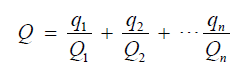 Q = q₁/Q₁ + q₂/Q₂ + ··· qₙ/Qₙ